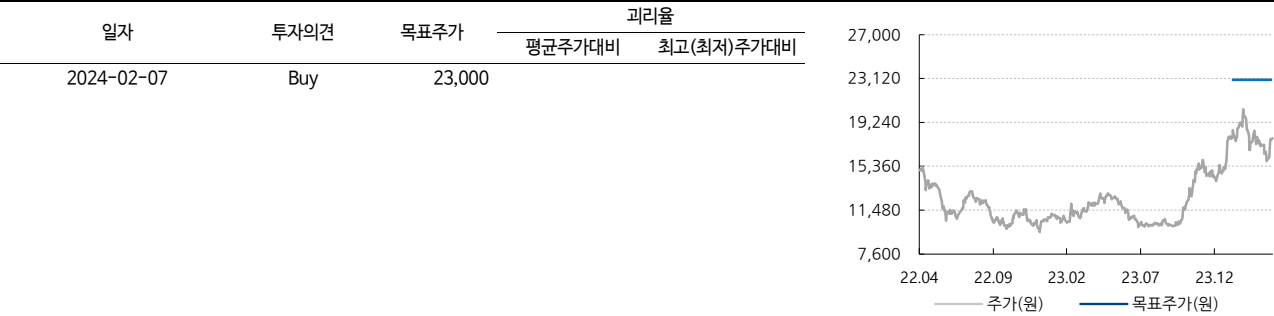 일자 투자의견 목표주가 괴리율
평균주가대비 최고(최저)주가대비
2024-02-07 Buy 23,000
27,000
23,120
19,240
15,360
11,480
7,600
22.04 22.09 23.02 23.07 23.12
주가(원) 목표주가(원)